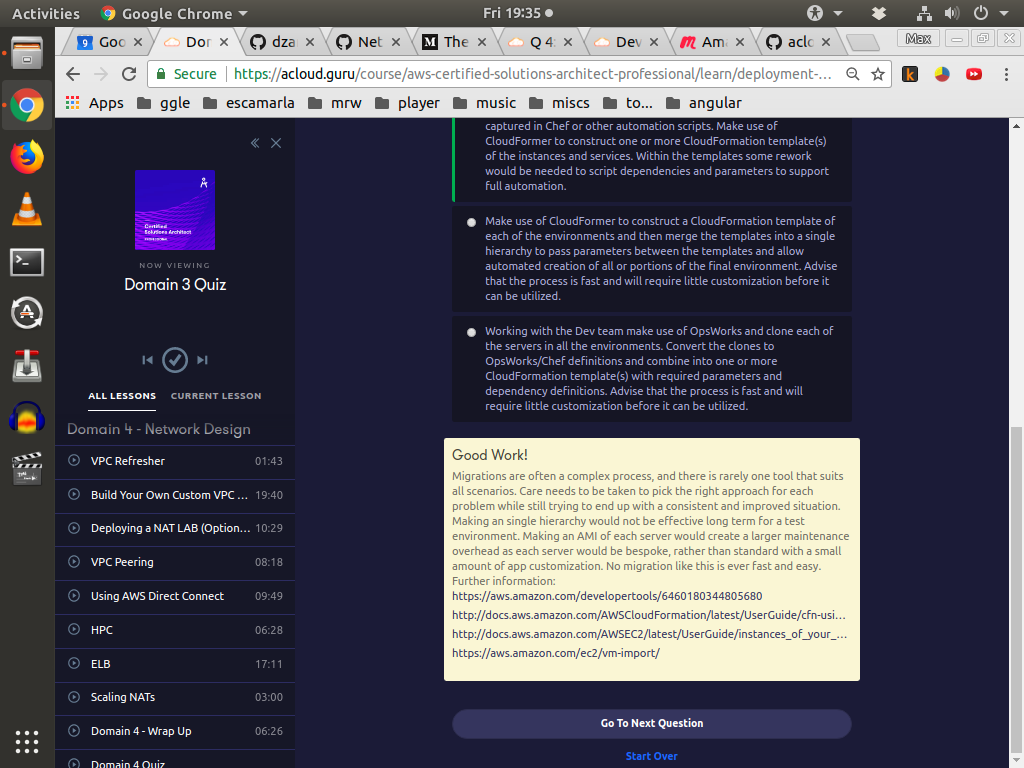 Activities
Google Chrome
Fri 19:35
Goo
Dor
dza
Net
The
Q 4
Dev
Ama
aclo
Max
Secure
https://acloud.guru/course/aws-certified-solutions-architect-professional/learn/deployment-...
Apps
ggle
escamarla
mrw
player
music
miscs
to...
angular
Certified
Solutions Architect
PROFESSIONAL
NOW VIEWING
Domain 3 Quiz
ALL LESSONS
CURRENT LESSON
Domain 4 - Network Design
VPC Refresher 01:43
Build Your Own Custom VPC ... 19:40
Deploying a NAT LAB (Option... 10:29
VPC Peering 08:18
Using AWS Direct Connect 09:49
HPC 06:28
ELB 17:11
Scaling NATs 03:00
Domain 4 - Wrap Up 06:26
Domain 4 Quiz
captured in Chef or other automation scripts. Make use of
CloudFormer to construct one or more CloudFormation template(s)
of the instances and services. Within the templates some rework
would be needed to script dependencies and parameters to support
full automation.
Make use of CloudFormer to construct a CloudFormation template of
each of the environments and then merge the templates into a single
hierarchy to pass parameters between the templates and allow
automated creation of all or portions of the final environment. Advise
that the process is fast and will require little customization before it
can be utilized.
Working with the Dev team make use of OpsWorks and clone each of
the servers in all the environments. Convert the clones to
OpsWorks/Chef definitions and combine into one or more
CloudFormation template(s) with required parameters and
dependency definitions. Advise that the process is fast and will
require little customization before it can be utilized.
Good Work!
Migrations are often a complex process, and there is rarely one tool that suits
all scenarios. Care needs to be taken to pick the right approach for each
problem while still trying to end up with a consistent and improved situation.
Making an single hierarchy would not be effective long term for a test
environment. Making an AMI of each server would create a larger maintenance
overhead as each server would be bespoke, rather than standard with a small
amount of app customization. No migration like this is ever fast and easy.
Further information:
https://aws.amazon.com/developertools/6460180344805680
http://docs.aws.amazon.com/AWSCloudFormation/latest/UserGuide/cfn-usi...
http://docs.aws.amazon.com/AWSEC2/latest/UserGuide/instances_of_your_...
https://aws.amazon.com/ec2/vm-import/
Go To Next Question
Start Over